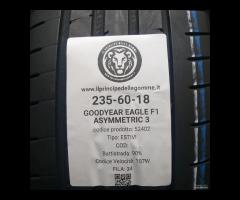 www.ilprincipedellegomme.it
235-60-18
GOODYEAR EAGLE F1
ASYMMETRIC 3
codice prodotto: 52402
Tipo: ESTIVI
COD:
Battistrada: 90%
Codice Velocità: 107W
FILA: 34